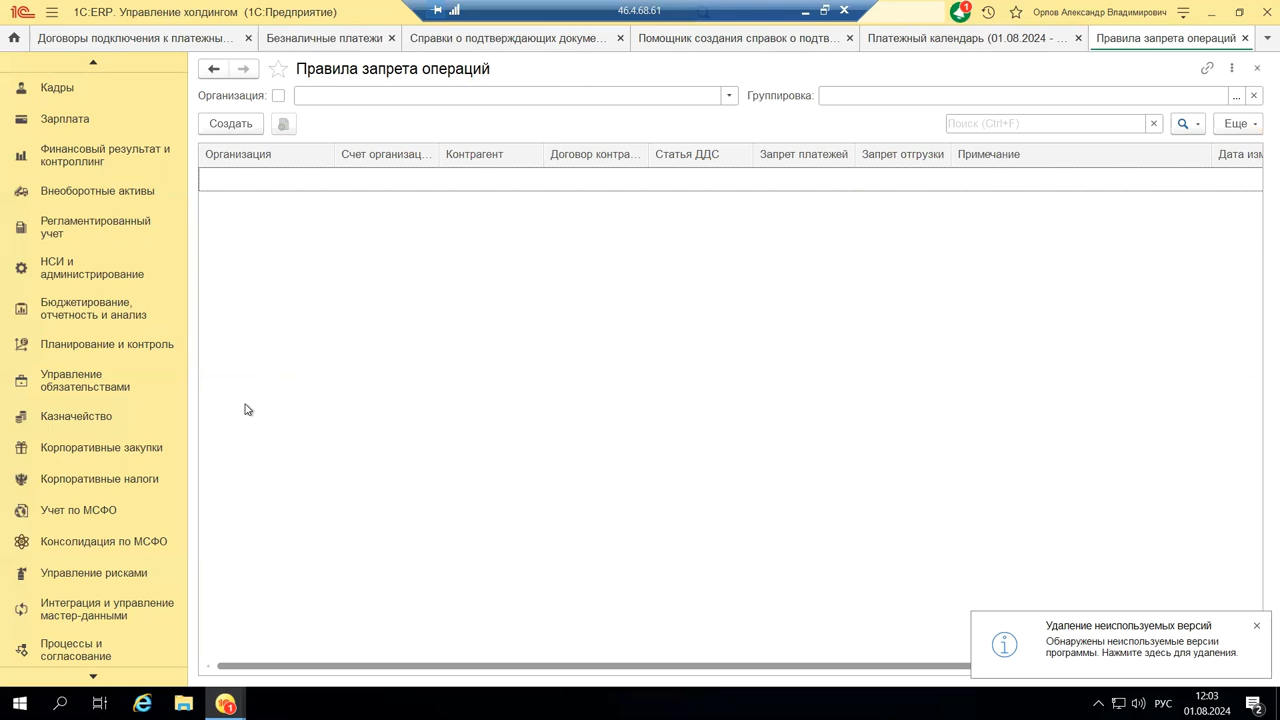 1С:ERP. Управление холдингом (1С:Предприятие)
46.4.68.61
1
Орлов Александр Владимирович
Договоры подключения к платежны...
Безналичные платежи
Справки о подтверждающих докуме...
Помощник создания справок о подтв...
Платежный календарь (01.08.2024 - ...
Правила запрета операций
Кадры
Зарплата
Финансовый результат и
контроллинг
Внеоборотные активы
Регламентированный
учет
НСИ и
администрирование
Бюджетирование,
отчетность и анализ
Планирование и контроль
Управление
обязательствами
Казначейство
Корпоративные закупки
Корпоративные налоги
Учет по МСФО
Консолидация по МСФО
Управление рисками
Интеграция и управление
мастер-данными
Процессы и
согласование
Правила запрета операций
Организация:
Группировка:
...
Создать
Поиск (Ctrl+F)
Еще
Организация
Счет организац...
Контрагент
Договор контра...
Статья ДДС
Запрет платежей
Запрет отгрузки
Примечание
Дата изм
Удаление неиспользуемых версий
Обнаружены неиспользуемые версии
программы. Нажмите здесь для удаления.
1
РУС
12:03
01.08.2024
2